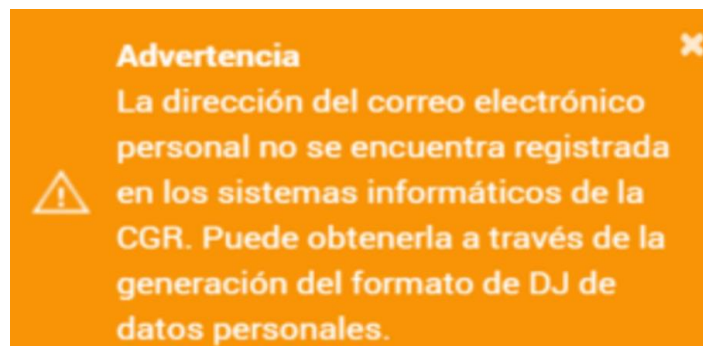 Advertencia
La dirección del correo electrónico
personal no se encuentra registrada
en los sistemas informáticos de la
CGR. Puede obtenerla a través de la
generación del formato de DJ de
datos personales.